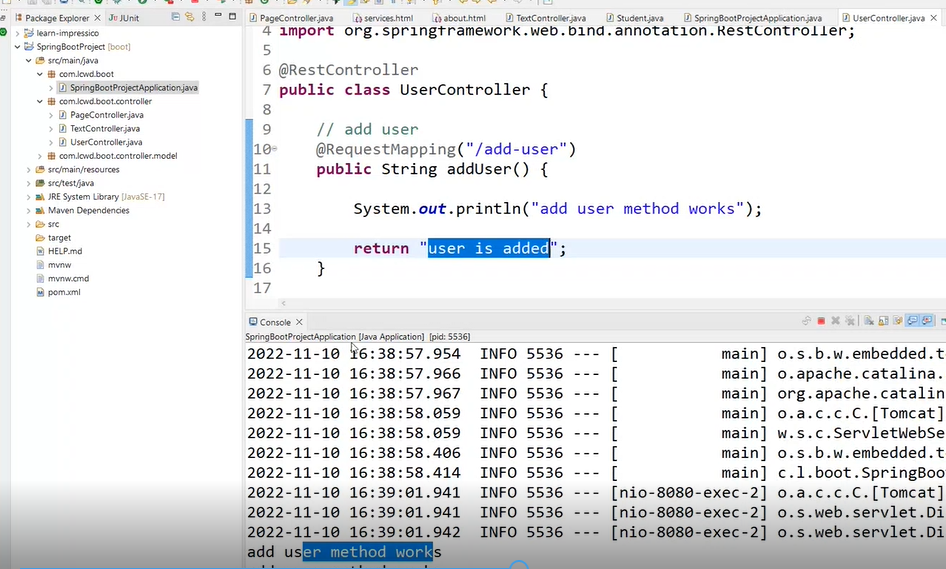 Package Explorer
JUnit
learn-impressico
SpringBootProject [boot]
src/main/java
com.lcwd.boot
SpringBootProjectApplication.java
com.lcwd.boot.controller
PageController.java
TextController.java
UserController.java
com.lcwd.boot.controller.model
src/main/resources
src/test/java
JRE System Library [JavaSE-17]
Maven Dependencies
src
target
HELP.md
mvnw
mvnw.cmd
pom.xml
PageController.java services.html about.html TextController.java Student.java SpringBootProjectApplication.java UserController.java
4 import org.springframework.web.bind.annotation.RestController;
5
6 @RestController
7 public class UserController {
8
9 // add user
10 @RequestMapping("/add-user")
11 public String addUser() {
12
13 System.out.println("add user method works");
14
15 return "user is added";
16 }
17
Console
SpringBootProjectApplication [Java Application] [pid: 5536]
2022-11-10 16:38:57.954 INFO 5536 --- [ main] o.s.b.w.embedded.t
2022-11-10 16:38:57.966 INFO 5536 --- [ main] o.apache.catalina.
2022-11-10 16:38:57.967 INFO 5536 --- [ main] org.apache.catalin
2022-11-10 16:38:58.059 INFO 5536 --- [ main] o.a.c.c.C.[Tomcat]
2022-11-10 16:38:58.059 INFO 5536 --- [ main] w.s.c.ServletWebSe
2022-11-10 16:38:58.406 INFO 5536 --- [ main] o.s.b.w.embedded.t
2022-11-10 16:38:58.414 INFO 5536 --- [ main] c.l.boot.SpringBoo
2022-11-10 16:39:01.941 INFO 5536 --- [nio-8080-exec-2] o.a.c.c.C.[Tomcat]
2022-11-10 16:39:01.941 INFO 5536 --- [nio-8080-exec-2] o.s.web.servlet.Di
2022-11-10 16:39:01.942 INFO 5536 --- [nio-8080-exec-2] o.s.web.servlet.Di
add user method works